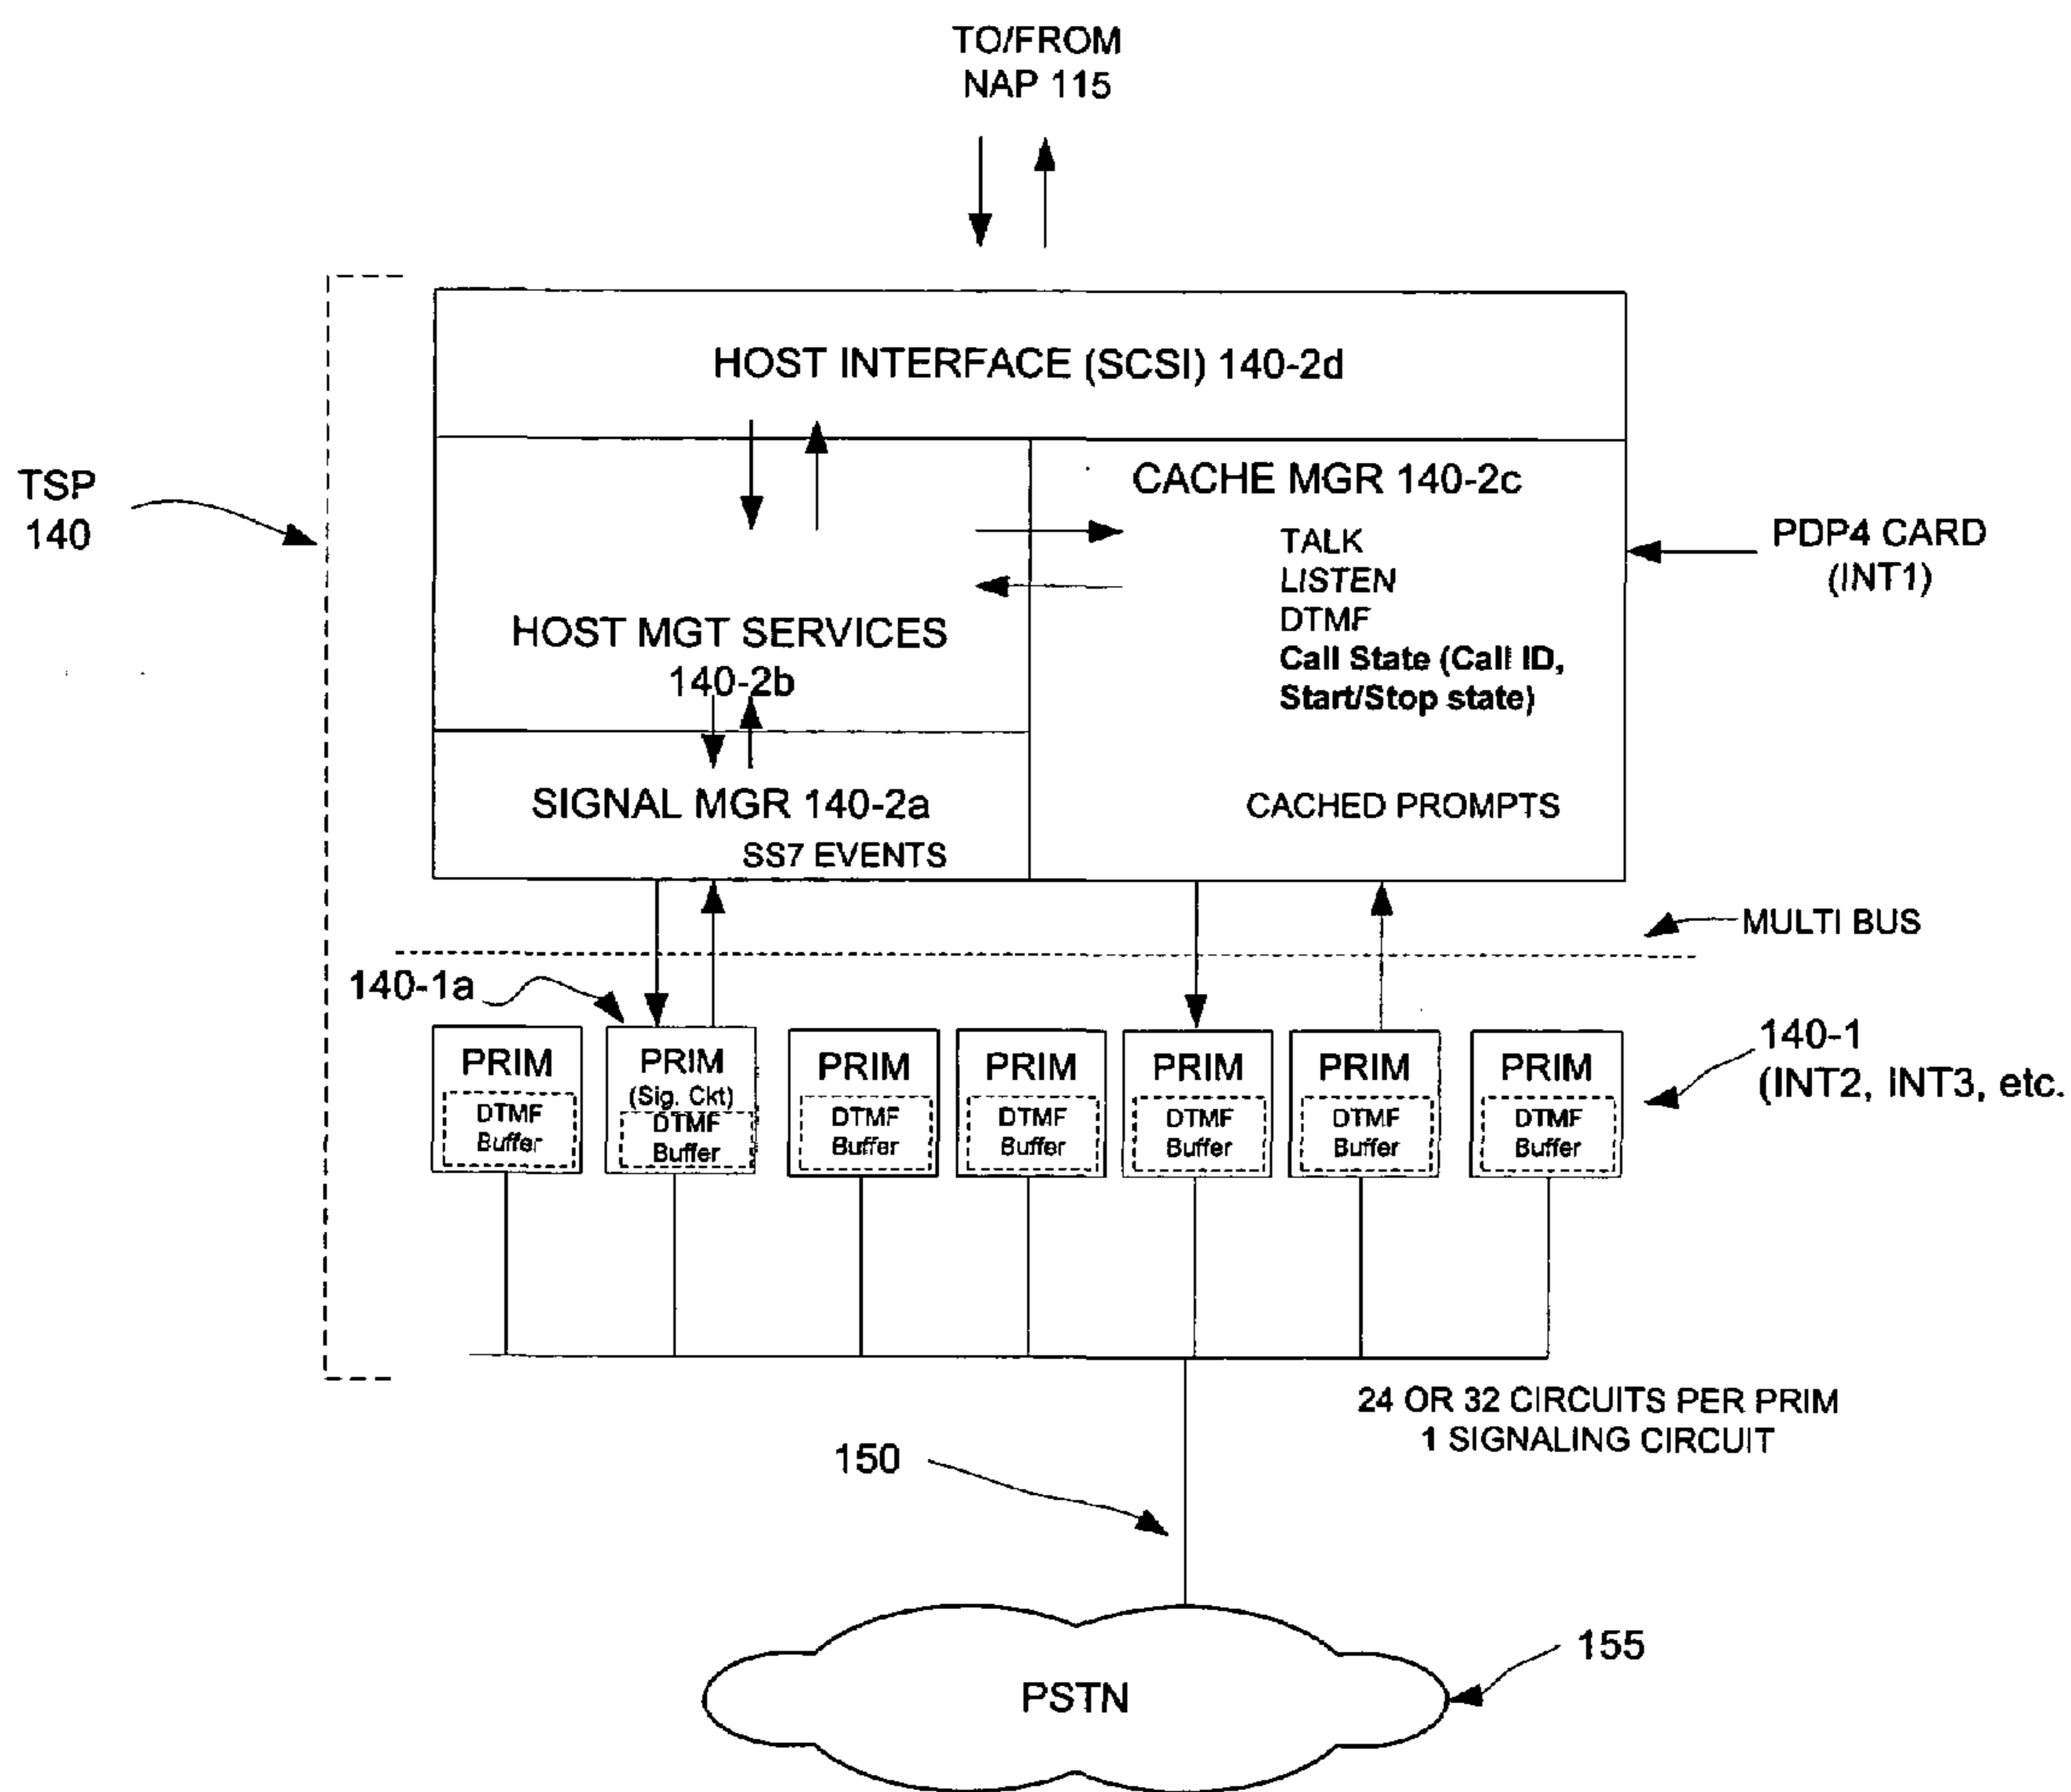 TO/FROM
NAP 115
HOST INTERFACE (SCSI) 140-2d
TSP
140
CACHE MGR 140-2c
TALK
LISTEN
DTMF
Call State (Call ID,
Start/Stop state)
PDP4 CARD
(INT1)
HOST MGT SERVICES
140-2b
SIGNAL MGR 140-2a
SS7 EVENTS
CACHED PROMPTS
MULTI BUS
140-1a
140-1
(INT2, INT3, etc.
PRIM
DTMF
Buffer
PRIM
(Sig. Ckt)
DTMF
Buffer
PRIM
DTMF
Buffer
PRIM
DTMF
Buffer
PRIM
DTMF
Buffer
PRIM
DTMF
Buffer
PRIM
DTMF
Buffer
24 OR 32 CIRCUITS PER PRIM
1 SIGNALING CIRCUIT
150
155
PSTN